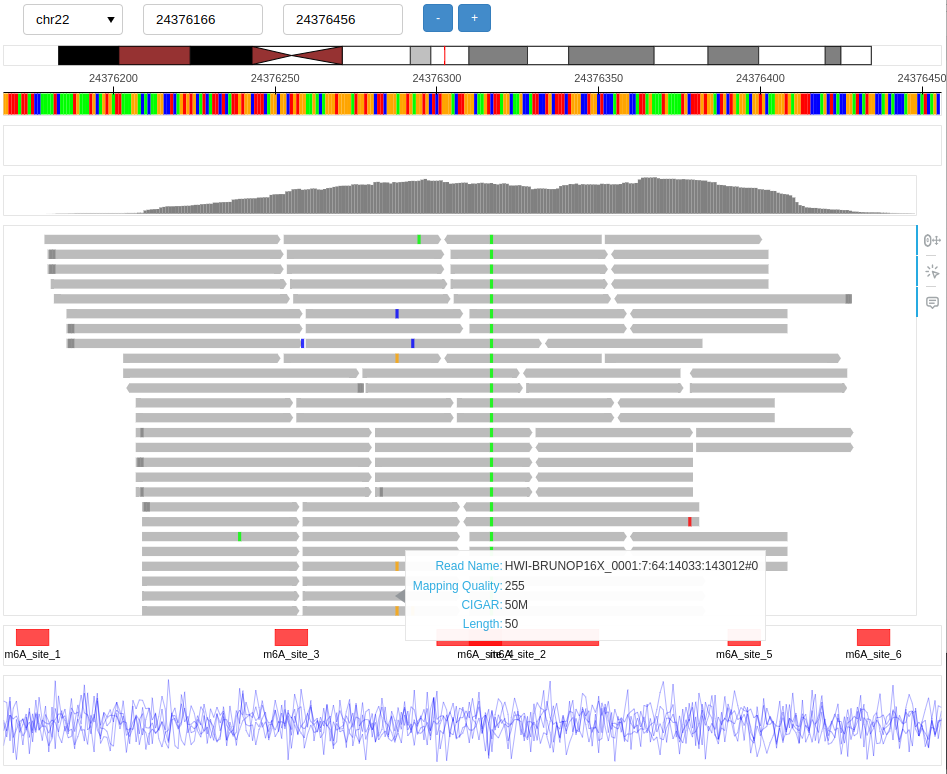 chr22 24376166 24376456 - +
24376200 24376250 24376300 24376350 24376400 24376450
Read Name: HWI-BRUNOP16X_0001:7:64:14033:143012#0
Mapping Quality: 255
CIGAR: 50M
Length: 50
m6A_site_1 m6A_site_3 m6A_site_4 m6A_site_2 m6A_site_5 m6A_site_6